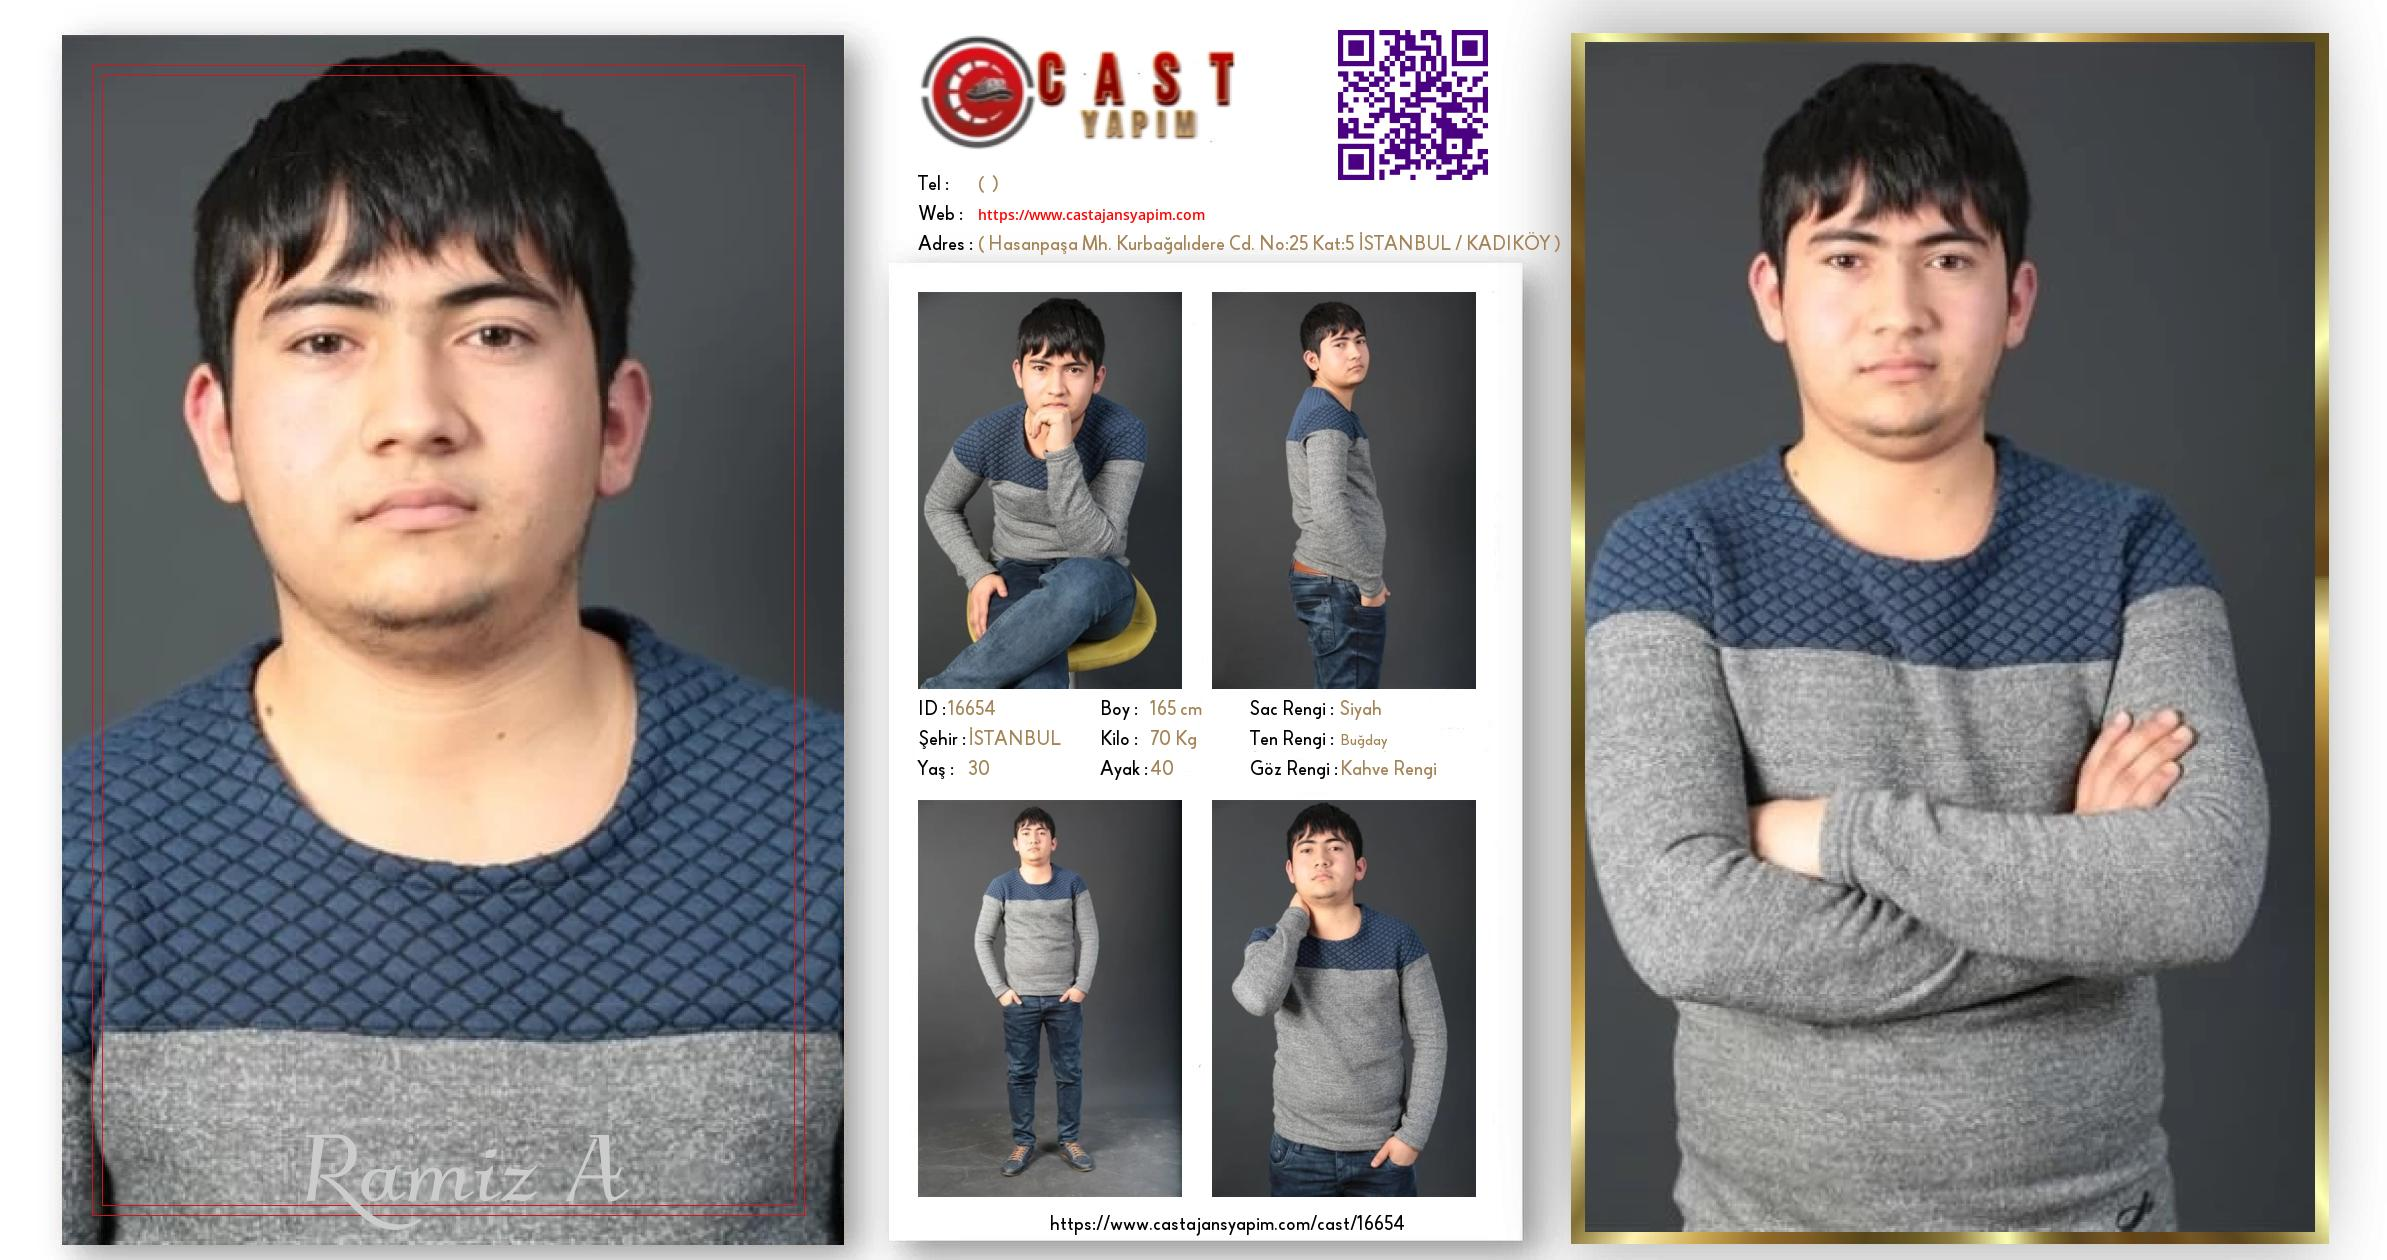 Ramiz A
CAST
YAPIM
Tel : ( )
Web : https://www.castajansyapim.com
Adres : ( Hasanpaşa Mh. Kurbağalıdere Cd. No:25 Kat:5 İSTANBUL / KADIKÖY )
ID :16654 Boy : 165 cm Sac Rengi : Siyah
Şehir :İSTANBUL Kilo : 70 Kg Ten Rengi : Buğday
Yaş : 30 Ayak :40 Göz Rengi :Kahve Rengi
https://www.castajansyapim.com/cast/16654